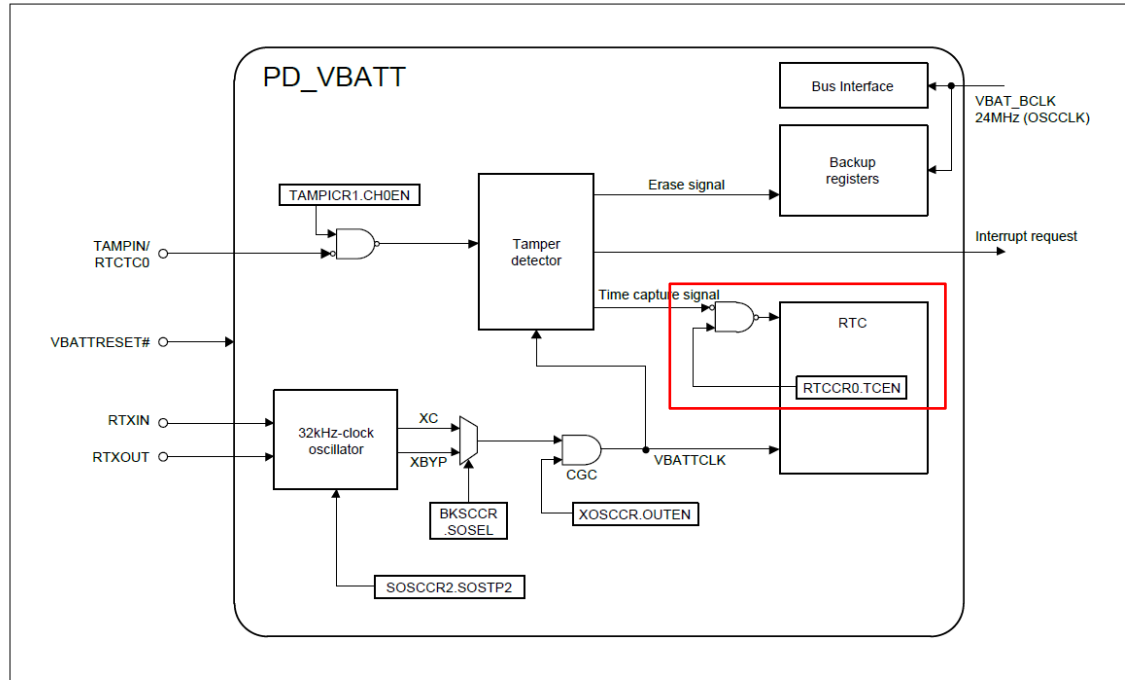 PD_VBATT
Bus Interface
VBAT_BCLK
24MHz (OSCCLK)
Backup
registers
TAMPICR1.CH0EN
Erase signal
TAMPIN/
RTCTC0
Tamper
detector
Interrupt request
Time capture signal
RTC
VBATTRESET#
RTCCR0.TCEN
RTXIN
RTXOUT
32kHz-clock
oscillator
XC
XBYP
CGC
VBATTCLK
BKSCCR
.SOSEL
XOSCCR.OUTEN
SOSCCR2.SOSTP2